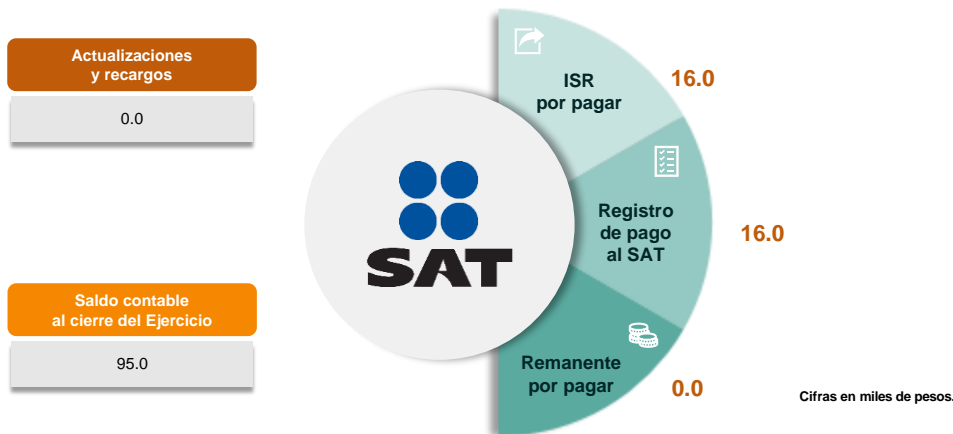 Actualizaciones
y recargos
0.0
Saldo contable
al cierre del Ejercicio
95.0
SAT
ISR
por pagar
16.0
Registro
de pago
al SAT
16.0
Remanente
por pagar
0.0
Cifras en miles de pesos.